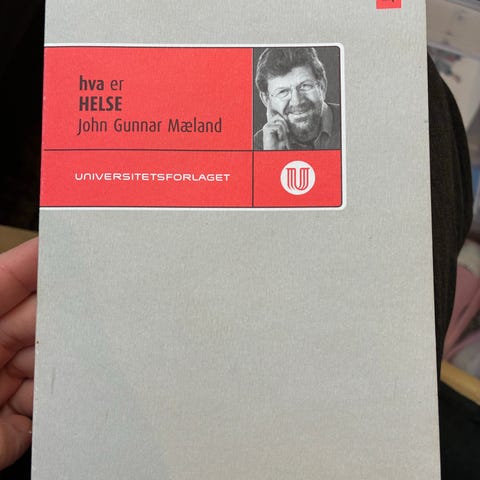 hva er
HELSE
John Gunnar Mæland
UNIVERSITETSFORLAGET
U